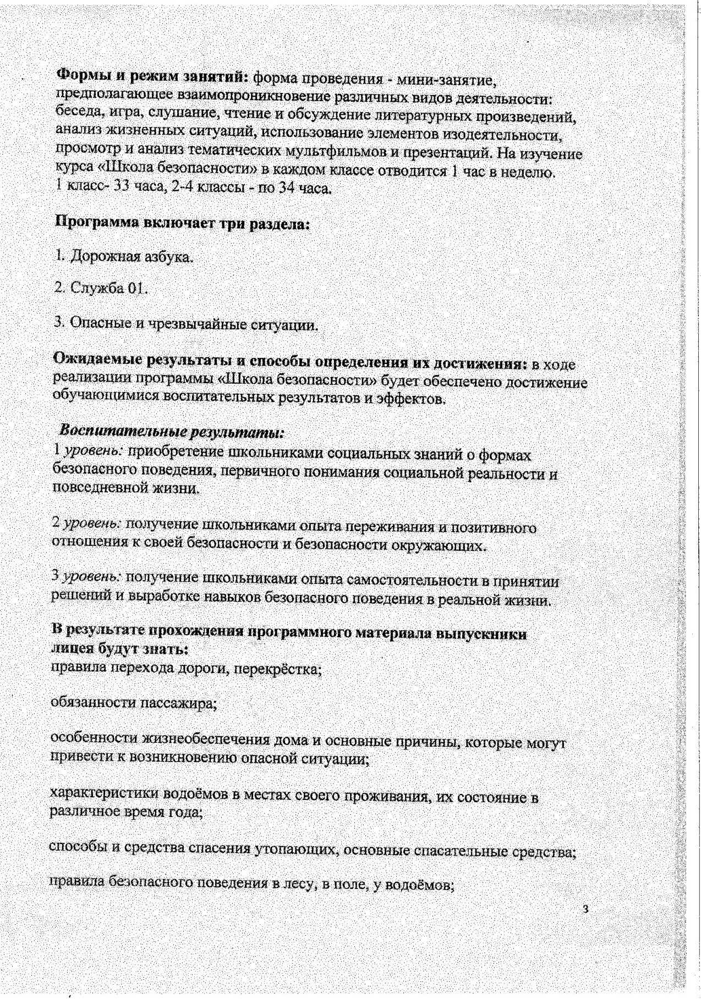 Формы и режим занятий: форма проведения - мини-занятие,
предполагающее взаимопроникновение различных видов деятельности:
беседа, игра, слушание, чтение и обсуждение литературных произведений,
анализ жизненных ситуаций, использование элементов изодеятельности,
просмотр и анализ тематических мультфильмов и презентаций. На изучение
курса «Школа безопасности» в каждом классе отводится 1 час в неделю.
1 класс- 33 часа, 2-4 классы - по 34 часа.
Программа включает три раздела:
1. Дорожная азбука.
2. Служба 01.
3. Опасные и чрезвычайные ситуации.
Ожидаемые результаты и способы определения их достижения: в ходе
реализации программы «Школа безопасности» будет обеспечено достижение
обучающимися воспитательных результатов и эффектов.
Воспитательные результаты:
1 уровень: приобретение школьниками социальных знаний о формах
безопасного поведения, первичного понимания социальной реальности и
повседневной жизни.
2 уровень: получение школьниками опыта переживания и позитивного
отношения к своей безопасности и безопасности окружающих.
3 уровень: получение школьниками опыта самостоятельности в принятии
решений и выработке навыков безопасного поведения в реальной жизни.
В результате прохождения программного материала выпускники
лицея будут знать:
правила перехода дороги, перекрёстка;
обязанности пассажира;
особенности жизнеобеспечения дома и основные причины, которые могут
привести к возникновению опасной ситуации;
характеристики водоёмов в местах своего проживания, их состояние в
различное время года;
способы и средства спасения утопающих, основные спасательные средства;
правила безопасного поведения в лесу, в поле, у водоёмов;
3